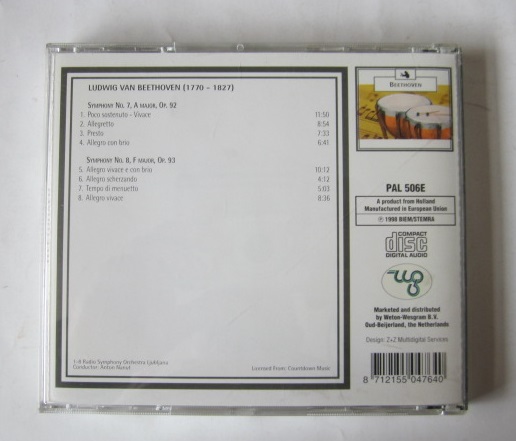 LUDWIG VAN BEETHOVEN (1770 - 1827)
SYMPHONY NO. 7, A MAJOR, OP. 92
1. Poco sostenuto - Vivace 11:50
2. Allegretto 8:54
3. Presto 7:33
4. Allegro con brio 6:41
SYMPHONY NO. 8, F MAJOR, OP. 93
5. Allegro vivace e con brio 10:12
6. Allegro scherzando 4:12
7. Tempo di menuetto 5:03
8. Allegro vivace 8:36
1-8 Radio Symphony Orchestra Ljubljana
Conductor: Anton Nanut
Licensed From: Countdown Music
BEETHOVEN
PAL 506E
A product from Holland
Manufactured in European Union
℗ 1998 BIEM/STEMRA
COMPACT
disc
DIGITAL AUDIO
Marketed and distributed
by Weton-Wesgram B.V.
Oud-Beijerland, the Netherlands
Design: Z+Z Multidigital Services
8 712155 047640